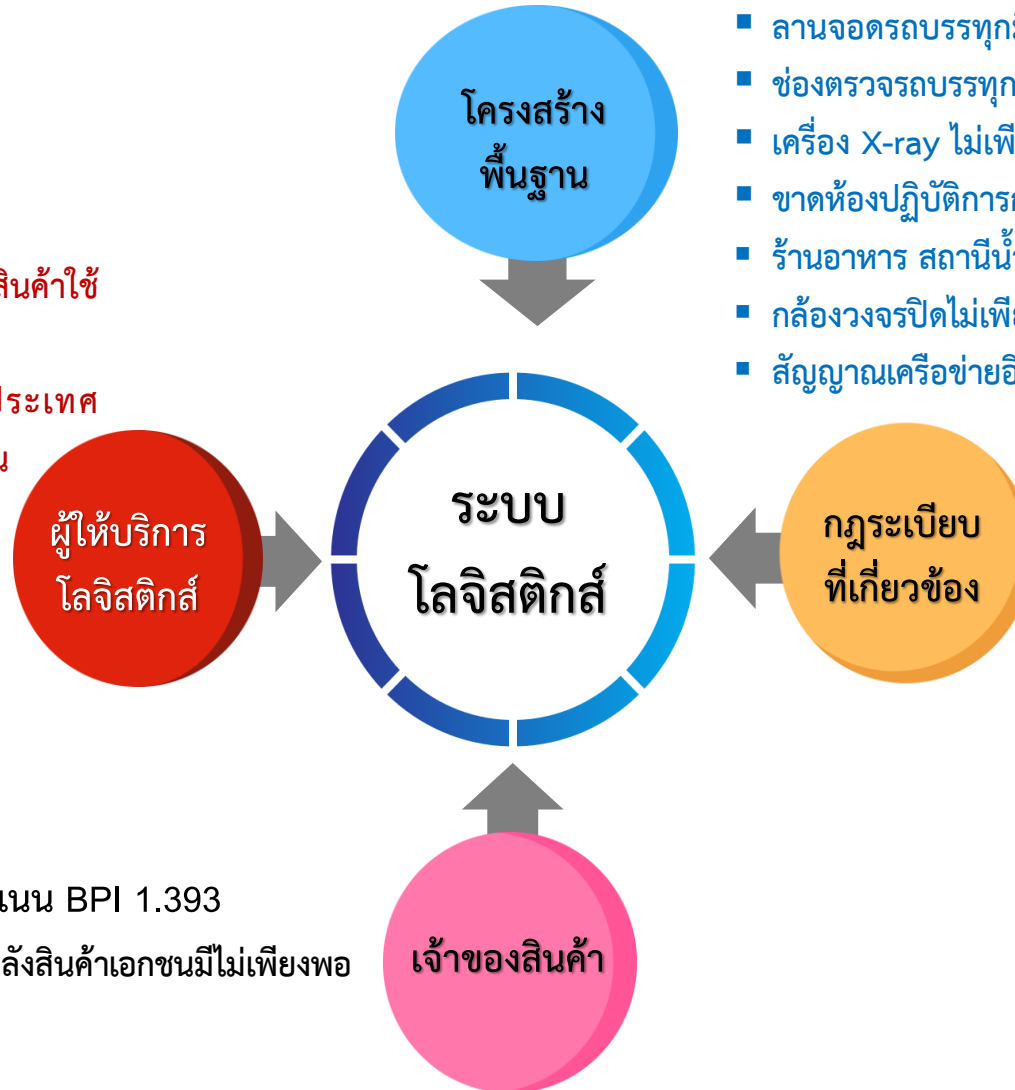 โครงสร้าง
พื้นฐาน
▪ ลานจอดรถบรรทุก
▪ ช่องตรวจรถบรรทุก
▪ เครื่อง X-ray ไม่เพี
▪ ขาดห้องปฏิบัติการ
▪ ร้านอาหาร สถานีน้ำ
▪ กล้องวงจรปิดไม่เพี
▪ สัญญาณเครือข่ายอิ
สินค้าใช้
ประเทศ
น
ผู้ให้บริการ
โลจิสติกส์
ระบบ
โลจิสติกส์
กฎระเบียบ
ที่เกี่ยวข้อง
แนน BPI 1.393
ลังสินค้าเอกชนมีไม่เพียงพอ
เจ้าของสินค้า